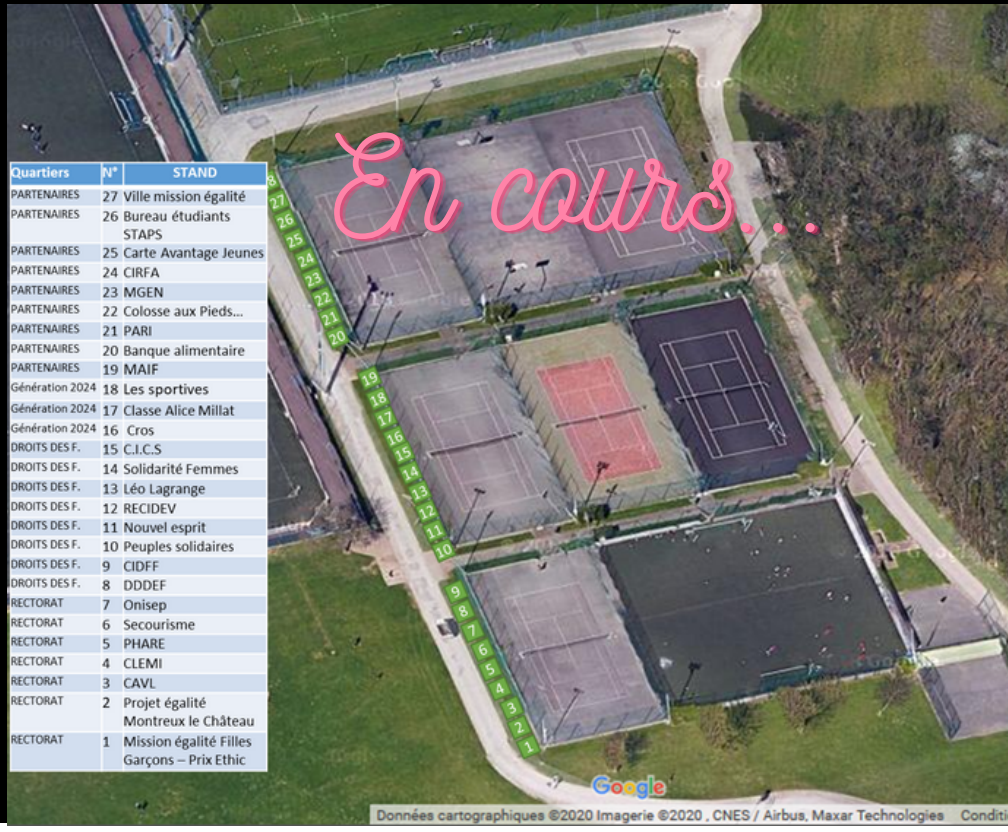 En cours...
Quartiers N° STAND
PARTENAIRES 27 Ville mission égalité
PARTENAIRES 26 Bureau étudiants
STAPS
PARTENAIRES 25 Carte Avantage Jeunes
PARTENAIRES 24 CIRFA
PARTENAIRES 23 MGEN
PARTENAIRES 22 Colosse aux Pieds...
PARTENAIRES 21 PARI
PARTENAIRES 20 Banque alimentaire
PARTENAIRES 19 MAIF
Génération 2024 18 Les sportives
Génération 2024 17 Classe Alice Millat
Génération 2024 16 Cros
DROITS DES F. 15 C.I.C.S
DROITS DES F. 14 Solidarité Femmes
DROITS DES F. 13 Léo Lagrange
DROITS DES F. 12 RECIDEV
DROITS DES F. 11 Nouvel esprit
DROITS DES F. 10 Peuples solidaires
DROITS DES F. 9 CIDFF
DROITS DES F. 8 DDDEF
RECTORAT 7 Onisep
RECTORAT 6 Secourisme
RECTORAT 5 PHARE
RECTORAT 4 CLEMI
RECTORAT 3 CAVL
RECTORAT 2 Projet égalité
Montreux le Château
RECTORAT 1 Mission égalité Filles
Garçons – Prix Ethic
8
27
26
25
24
23
22
21
20
19
18
17
16
15
14
13
12
11
10
9
8
7
6
5
4
3
2
1
Google
Données cartographiques ©2020 Imagerie ©2020 , CNES / Airbus, Maxar Technologies Condit